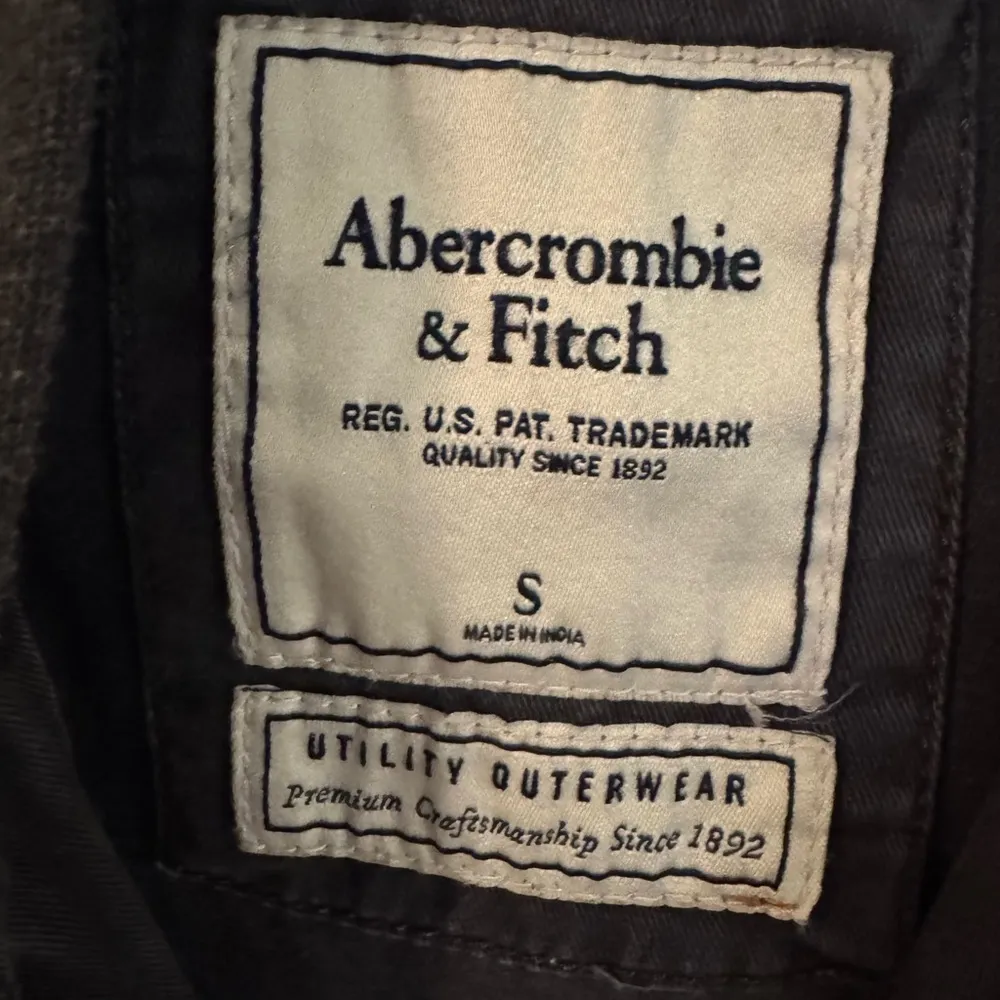 Abercrombie
& Fitch
REG. U.S. PAT. TRADEMARK
QUALITY SINCE 1892
S
MADE IN INDIA
UTILITY OUTERWEAR
Premium Craftsmanship Since 1892